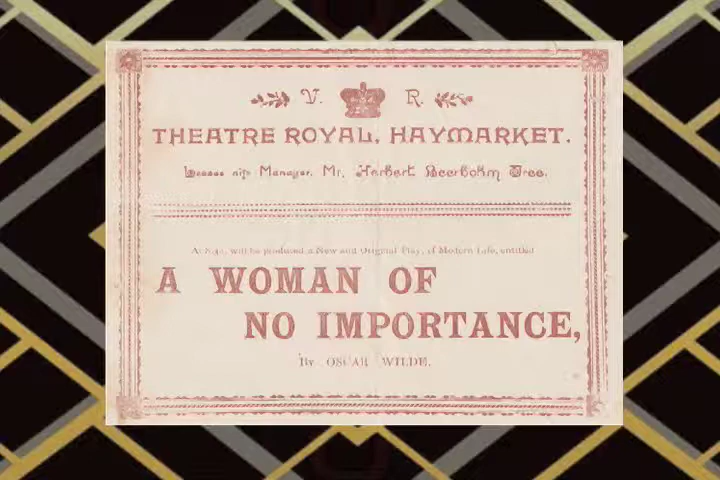 V. R.
THEATRE ROYAL, HAYMARKET.
Lessee and Manager, Mr. Herbert Beerbohm Tree.
At 8.30, will be produced a New and Original Play, of Modern Life, entitled
A WOMAN OF
NO IMPORTANCE,
By OSCAR WILDE.